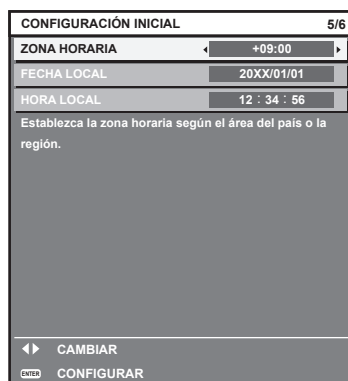 CONFIGURACIÓN INICIAL 5/6
ZONA HORARIA +09:00
FECHA LOCAL 20XX/01/01
HORA LOCAL 12 : 34 : 56
Establezca la zona horaria según el área del país o la
región.
CAMBIAR
ENTER CONFIGURAR